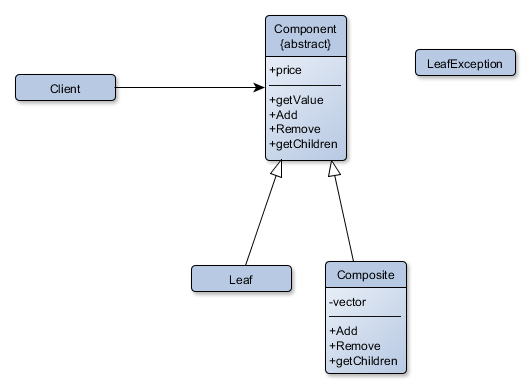 Component
{abstract}
+price
+getValue
+Add
+Remove
+getChildren
LeafException
Client
Leaf
Composite
-vector
+Add
+Remove
+getChildren